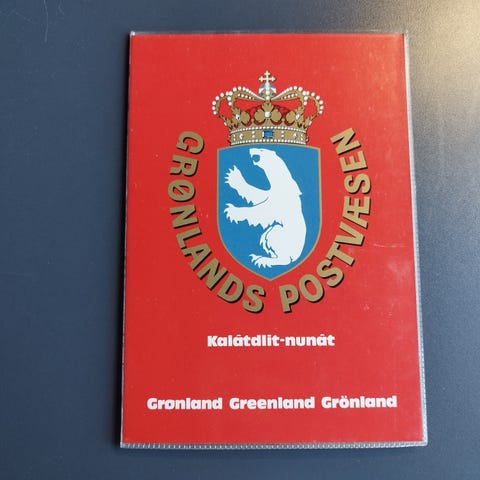 GRØNLANDS POSTVÆSEN
Kalâtdlit-nunât
Grønland Greenland Grönland